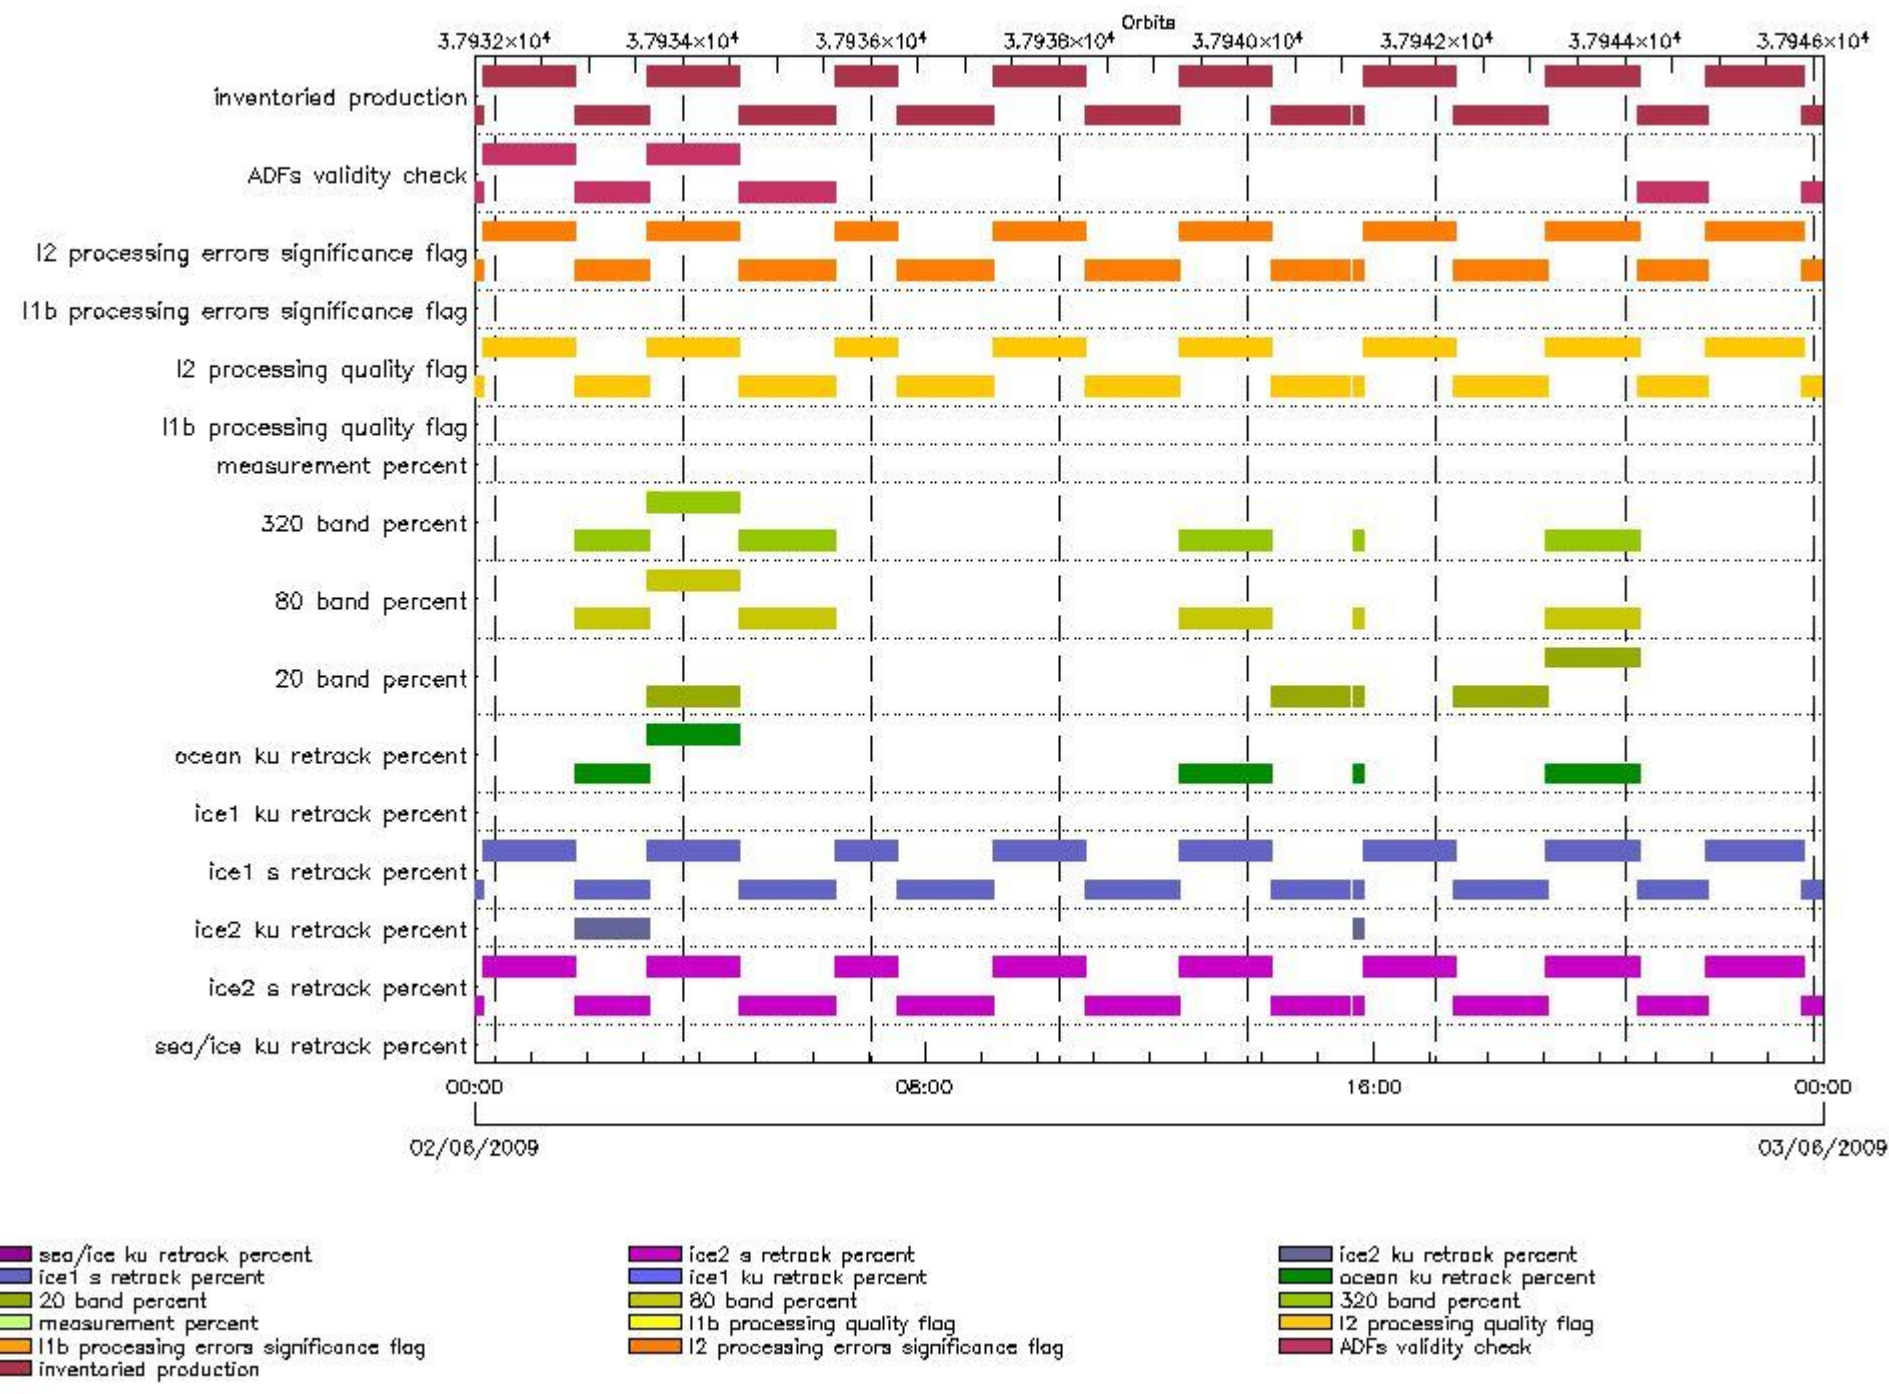 Orbits
3.7932×10⁴ 3.7934×10⁴ 3.7936×10⁴ 3.7938×10⁴ 3.7940×10⁴ 3.7942×10⁴ 3.7944×10⁴ 3.7946×10⁴
inventoried production
ADFs validity check
l2 processing errors significance flag
l1b processing errors significance flag
l2 processing quality flag
l1b processing quality flag
measurement percent
320 band percent
80 band percent
20 band percent
ocean ku retrack percent
ice1 ku retrack percent
ice1 s retrack percent
ice2 ku retrack percent
ice2 s retrack percent
sea/ice ku retrack percent
00:00 08:00 16:00 00:00
02/06/2009 03/06/2009
sea/ice ku retrack percent ice2 s retrack percent ice2 ku retrack percent
ice1 s retrack percent ice1 ku retrack percent ocean ku retrack percent
20 band percent 80 band percent 320 band percent
measurement percent l1b processing quality flag l2 processing quality flag
l1b processing errors significance flag l2 processing errors significance flag ADFs validity check
inventoried production